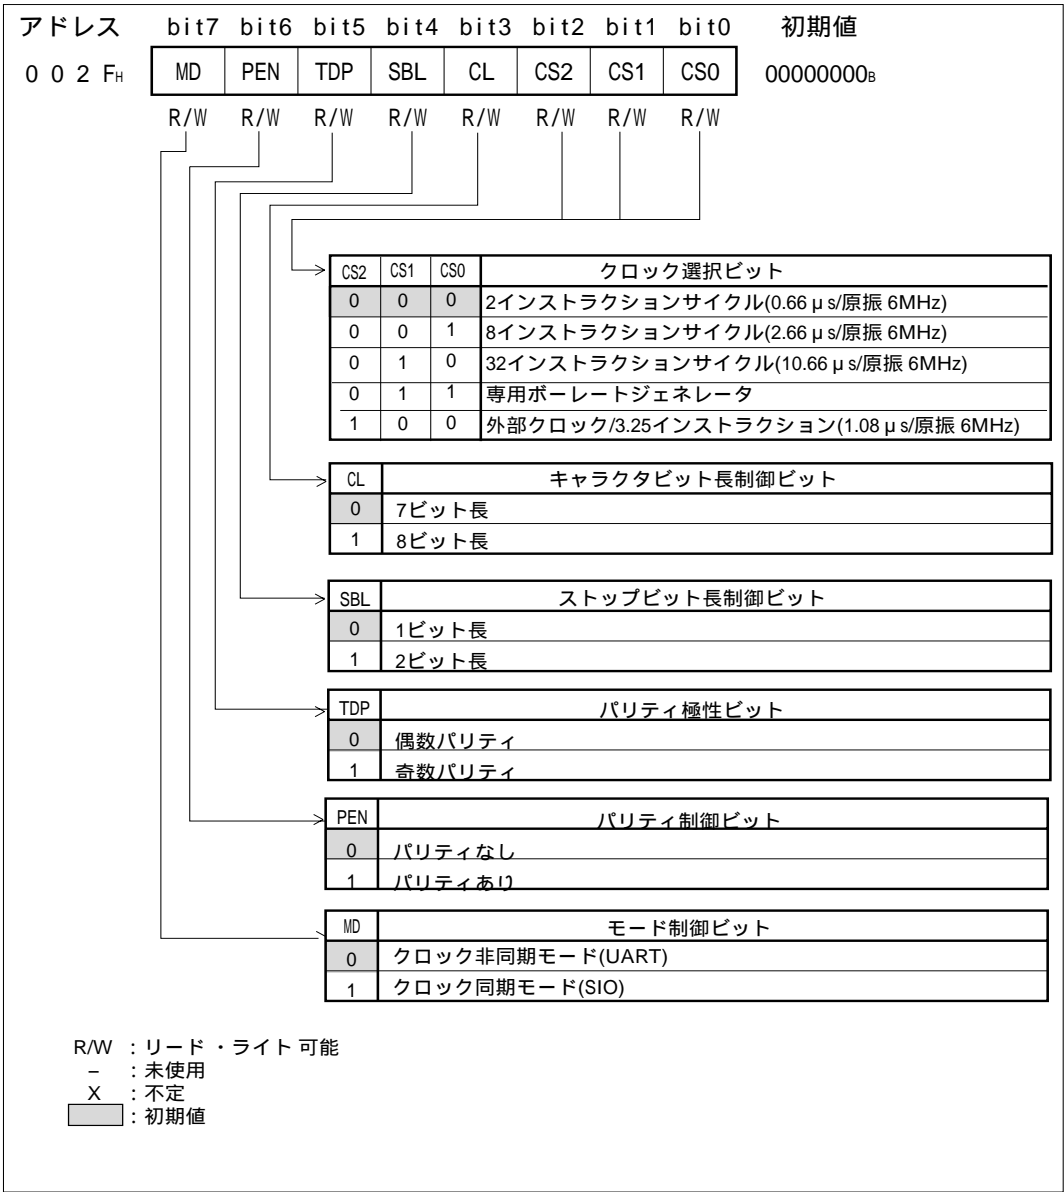 アドレス bit7 bit6 bit5 bit4 bit3 bit2 bit1 bit0 初期値
0 0 2 FH MD PEN TDP SBL CL CS2 CS1 CS0 00000000B
R/W R/W R/W R/W R/W R/W R/W R/W
CS2 CS1 CS0 クロック選択ビット
0 0 0 2インストラクションサイクル(0.66μs/原振 6MHz)
0 0 1 8インストラクションサイクル(2.66μs/原振 6MHz)
0 1 0 32インストラクションサイクル(10.66μs/原振 6MHz)
0 1 1 専用ボーレートジェネレータ
1 0 0 外部クロック/3.25インストラクション(1.08μs/原振 6MHz)
CL キャラクタビット長制御ビット
0 7ビット長
1 8ビット長
SBL ストップビット長制御ビット
0 1ビット長
1 2ビット長
TDP パリティ極性ビット
0 偶数パリティ
1 奇数パリティ
PEN パリティ制御ビット
0 パリティなし
1 パリティあり
MD モード制御ビット
0 クロック非同期モード(UART)
1 クロック同期モード(SIO)
R/W :リード・ライト可能
– :未使用
X :不定
:初期値